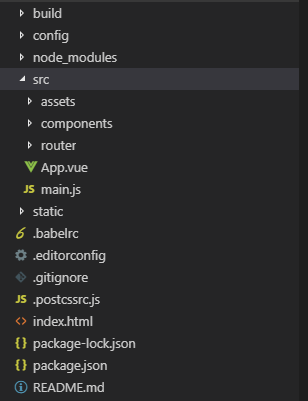 build
config
node_modules
src
assets
components
router
App.vue
JS main.js
static
.babelrc
.editorconfig
.gitignore
JS .postcssrc.js
index.html
package-lock.json
package.json
README.md